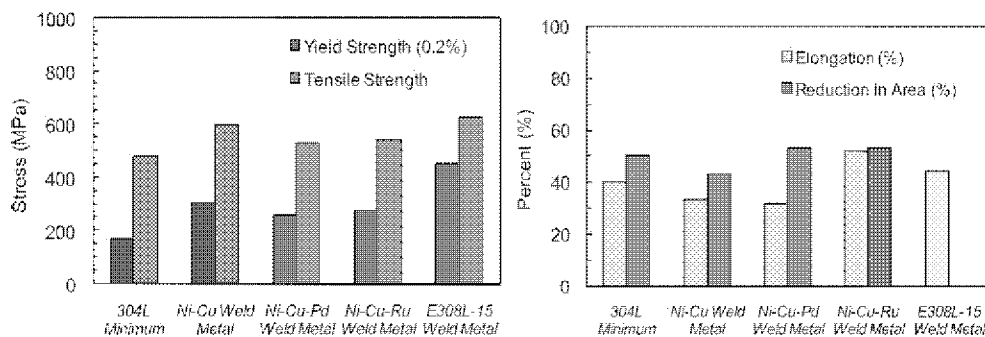 1000
800
600
400
200
0
Stress (MPa)
Yield Strength (0.2%)
Tensile Strength
304L
Minimum
Ni-Cu Weld
Metal
Ni-Cu-Pd
Weld Metal
Ni-Cu-Ru
Weld Metal
E308L-15
Weld Metal
100
80
60
40
20
0
Percent (%)
Elongation (%)
Reduction In Area (%)
304L
Minimum
Ni-Cu Weld
Metal
Ni-Cu-Pd
Weld Metal
Ni-Cu-Ru
Weld Metal
E308L-15
Weld Metal